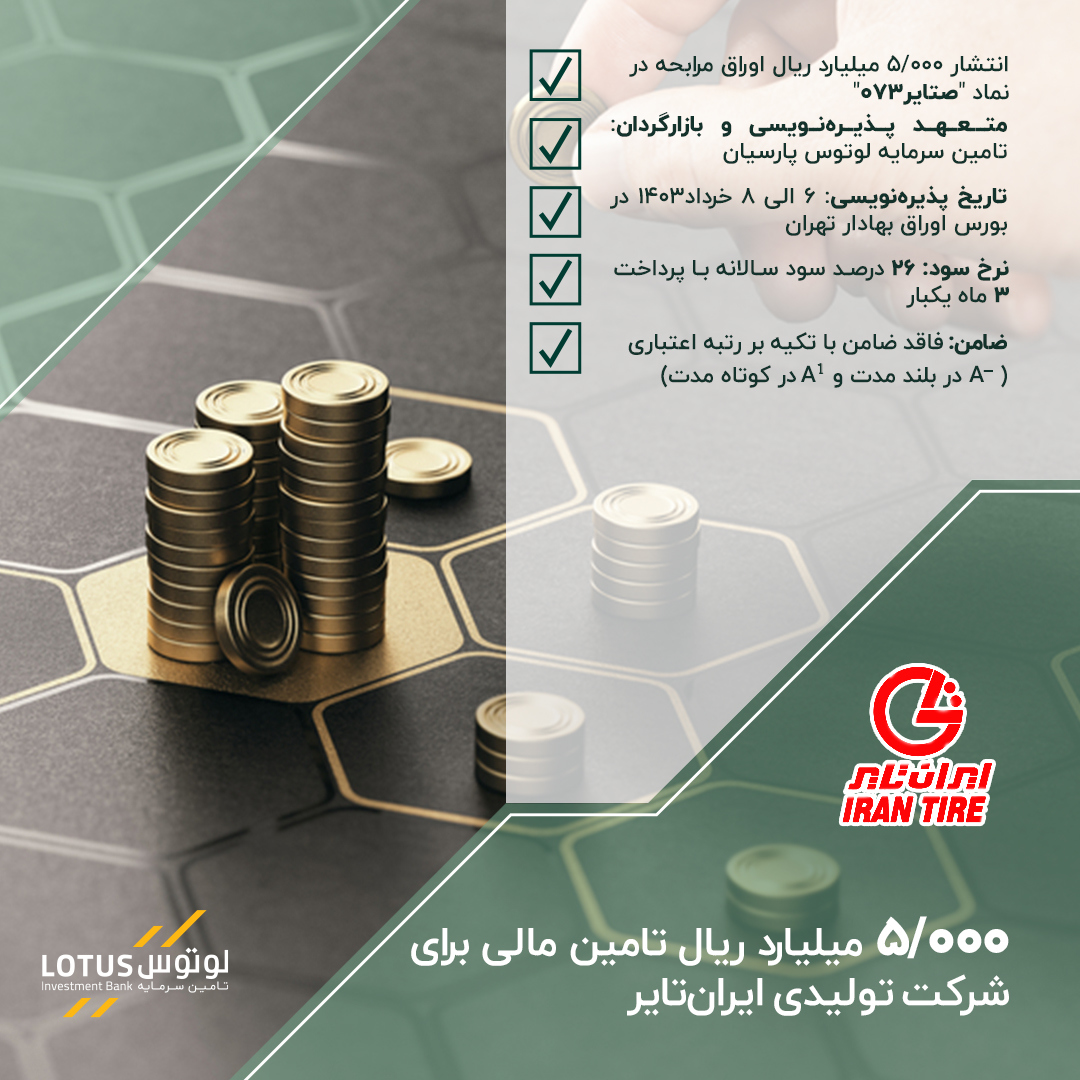 انتشار ۵/۰۰۰ میلیارد ریال اوراق مرابحه در
نماد "صتایر۰۷۳"
متـعـهـد پـذیـره‌نـویسی و بازارگردان:
تامین سرمایه لوتوس پارسیان
تاریخ پذیره‌نویسی: ۶ الی ۸ خرداد۱۴۰۳ در
بورس اوراق بهادار تهران
نرخ سود: ۲۶ درصد سود سالانه با پرداخت
۳ ماه یکبار
ضامن: فاقد ضامن با تکیه بر رتبه اعتباری
( A– در بلند مدت و A¹ در کوتاه مدت)
ایران‌تایر
IRAN TIRE
۵/۰۰۰ میلیارد ریال تامین مالی برای
شرکت تولیدی ایران‌تایر
LOTUS لوتوس
Investment Bank تامین سرمایه